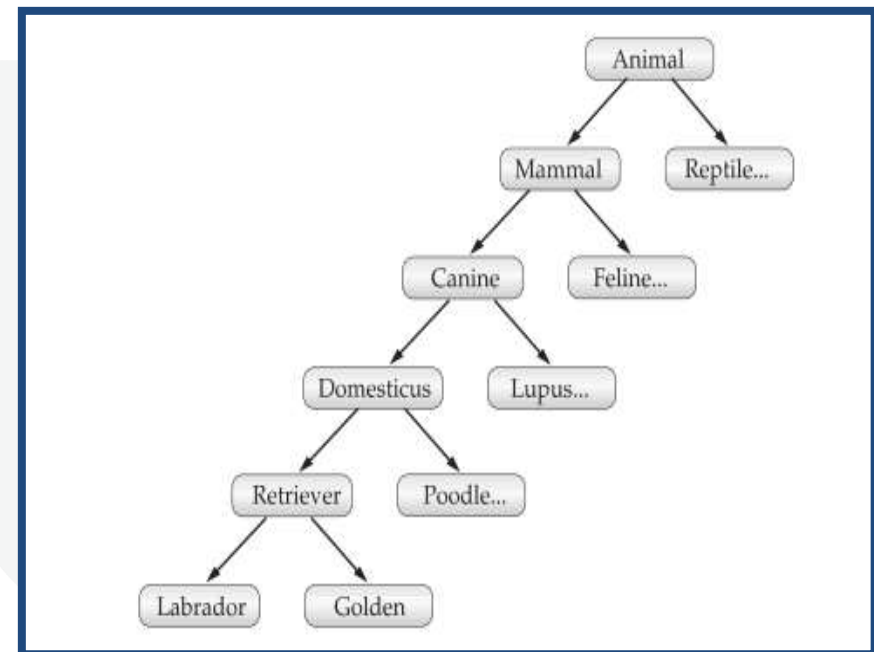 Animal
Mammal
Reptile...
Canine
Feline...
Domesticus
Lupus...
Retriever
Poodle...
Labrador
Golden